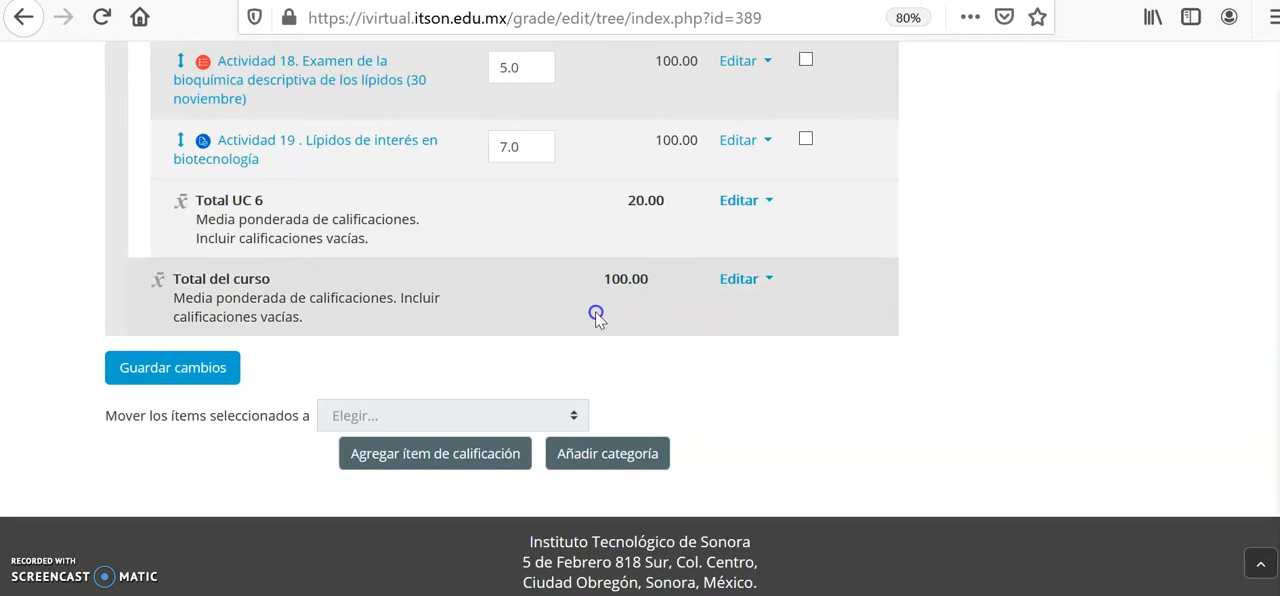 https://ivirtual.itson.edu.mx/grade/edit/tree/index.php?id=389 80%
Actividad 18. Examen de la
bioquímica descriptiva de los lípidos (30
noviembre)
5.0 100.00 Editar
Actividad 19 . Lípidos de interés en
biotecnología
7.0 100.00 Editar
Total UC 6 20.00 Editar
Media ponderada de calificaciones.
Incluir calificaciones vacías.
Total del curso 100.00 Editar
Media ponderada de calificaciones. Incluir
calificaciones vacías.
Guardar cambios
Mover los ítems seleccionados a Elegir...
Agregar ítem de calificación Añadir categoría
Instituto Tecnológico de Sonora
5 de Febrero 818 Sur, Col. Centro,
Ciudad Obregón, Sonora, México.
RECORDED WITH
SCREENCAST MATIC